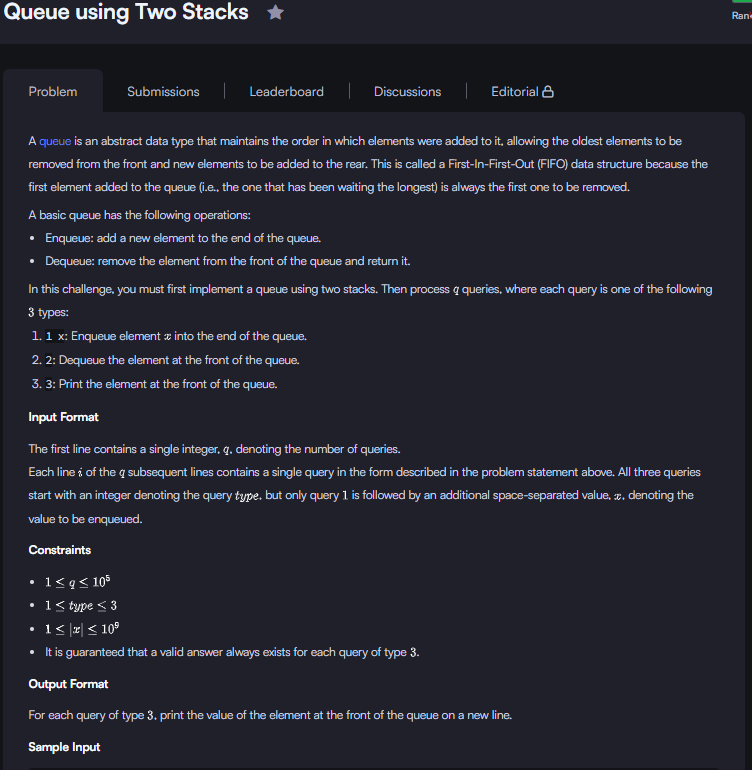 Queue using Two Stacks
Problem
Submissions
Leaderboard
Discussions
Editorial
A queue is an abstract data type that maintains the order in which elements were added to it, allowing the oldest elements to be
removed from the front and new elements to be added to the rear. This is called a First-In-First-Out (FIFO) data structure because the
first element added to the queue (i.e., the one that has been waiting the longest) is always the first one to be removed.
A basic queue has the following operations:
• Enqueue: add a new element to the end of the queue.
• Dequeue: remove the element from the front of the queue and return it.
In this challenge, you must first implement a queue using two stacks. Then process q queries, where each query is one of the following
3 types:
1. 1 x: Enqueue element x into the end of the queue.
2. 2: Dequeue the element at the front of the queue.
3. 3: Print the element at the front of the queue.
Input Format
The first line contains a single integer, q, denoting the number of queries.
Each line i of the q subsequent lines contains a single query in the form described in the problem statement above. All three queries
start with an integer denoting the query type, but only query 1 is followed by an additional space-separated value, x, denoting the
value to be enqueued.
Constraints
• 1 ≤ q ≤ 10⁵
• 1 ≤ type ≤ 3
• 1 ≤ |x| ≤ 10⁹
• It is guaranteed that a valid answer always exists for each query of type 3.
Output Format
For each query of type 3, print the value of the element at the front of the queue on a new line.
Sample Input